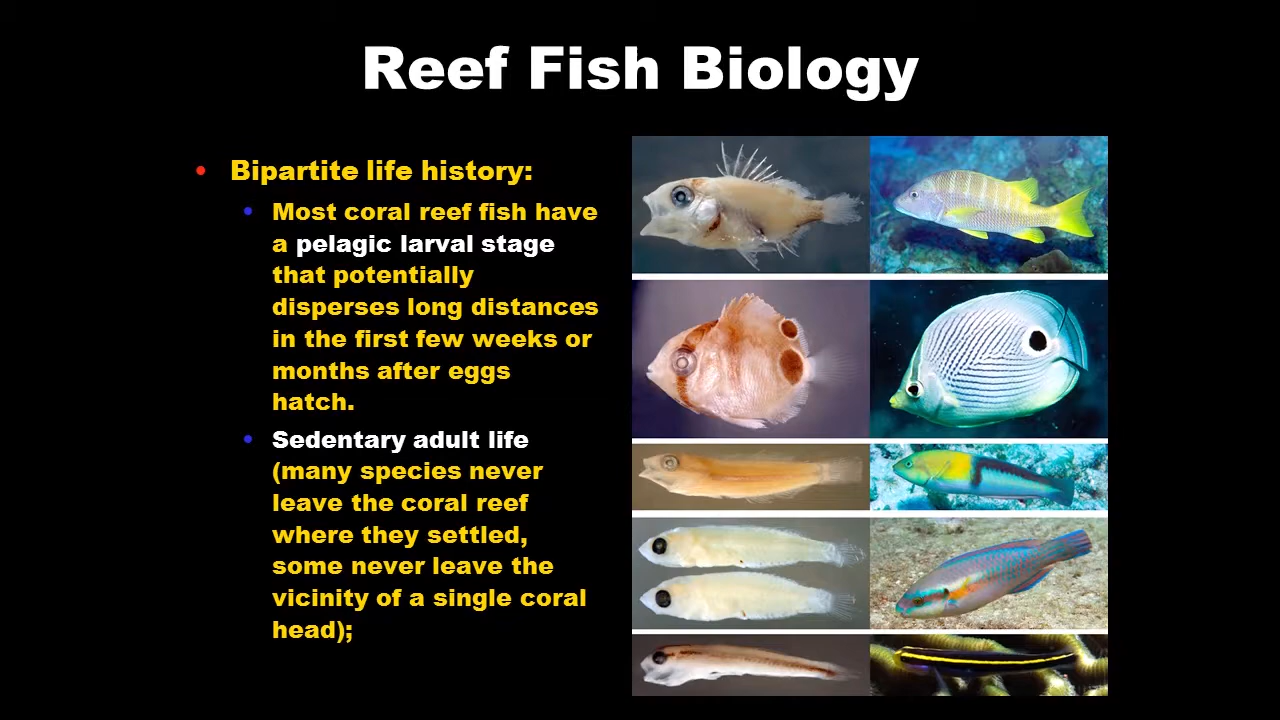 Reef Fish Biology
• Bipartite life history:
• Most coral reef fish have
a pelagic larval stage
that potentially
disperses long distances
in the first few weeks or
months after eggs
hatch.
• Sedentary adult life
(many species never
leave the coral reef
where they settled,
some never leave the
vicinity of a single coral
head);